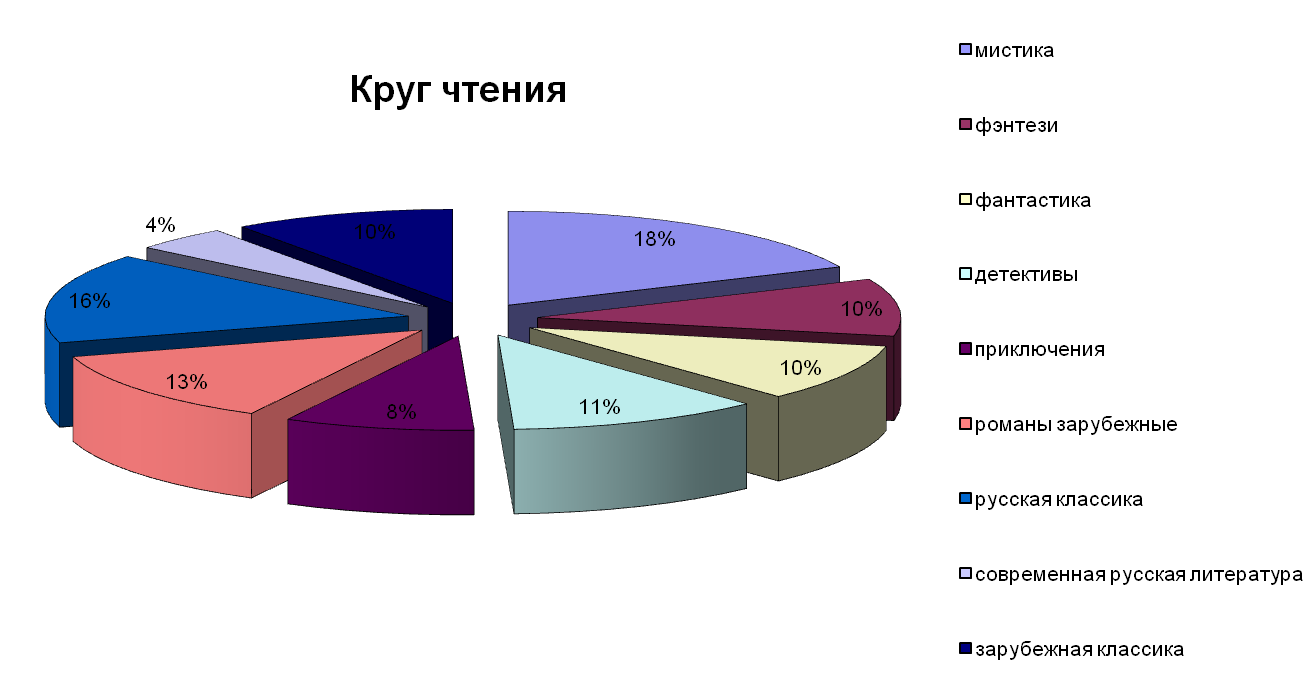 Круг чтения
18%
10%
10%
11%
8%
13%
16%
4%
10%
мистика
фэнтези
фантастика
детективы
приключения
романы зарубежные
русская классика
современная русская литература
зарубежная классика